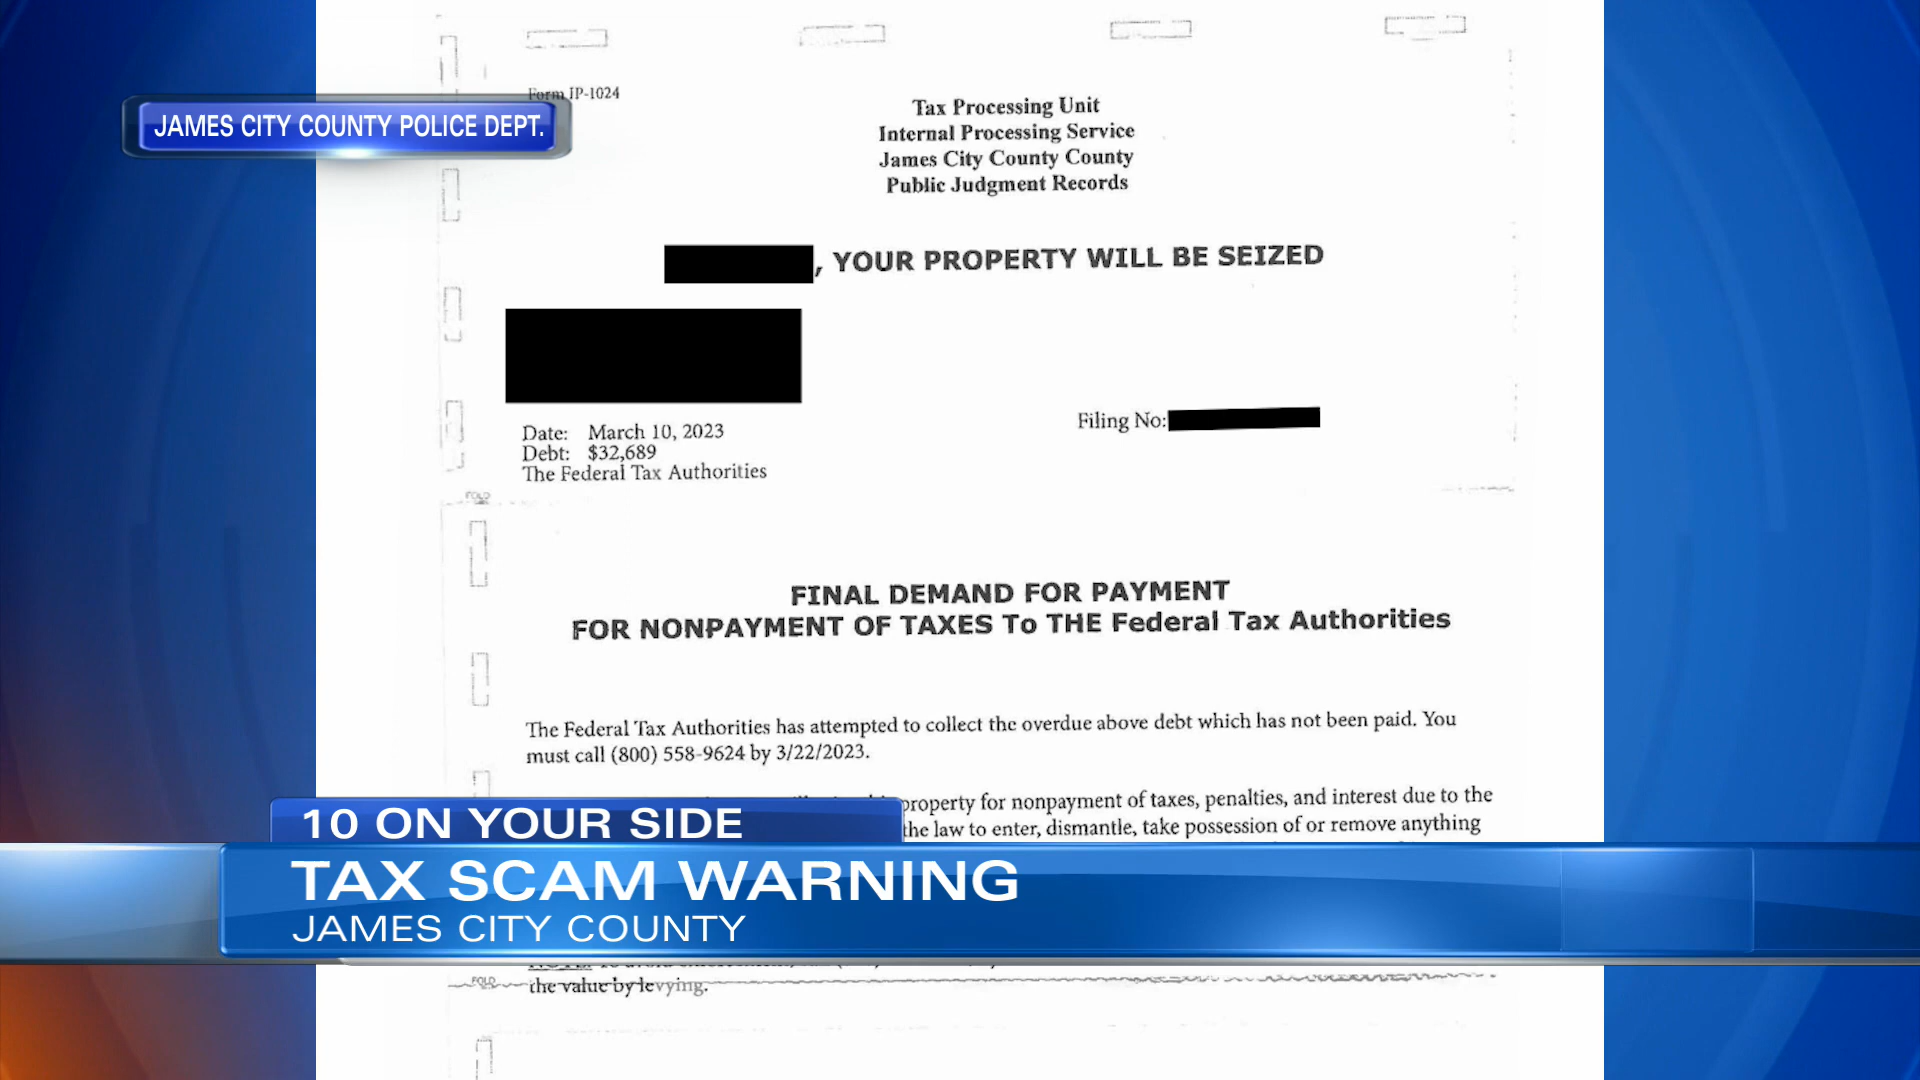 Form IP-1024
JAMES CITY COUNTY POLICE DEPT.
Tax Processing Unit
Internal Processing Service
James City County County
Public Judgment Records
, YOUR PROPERTY WILL BE SEIZED
Filing No:
Date: March 10, 2023
Debt: $32,689
The Federal Tax Authorities
FOLD
FINAL DEMAND FOR PAYMENT
FOR NONPAYMENT OF TAXES To THE Federal Tax Authorities
The Federal Tax Authorities has attempted to collect the overdue above debt which has not been paid. You
must call (800) 558-9624 by 3/22/2023.
property for nonpayment of taxes, penalties, and interest due to the
the law to enter, dismantle, take possession of or remove anything
10 ON YOUR SIDE
TAX SCAM WARNING
JAMES CITY COUNTY
FOLD
the value by levying.